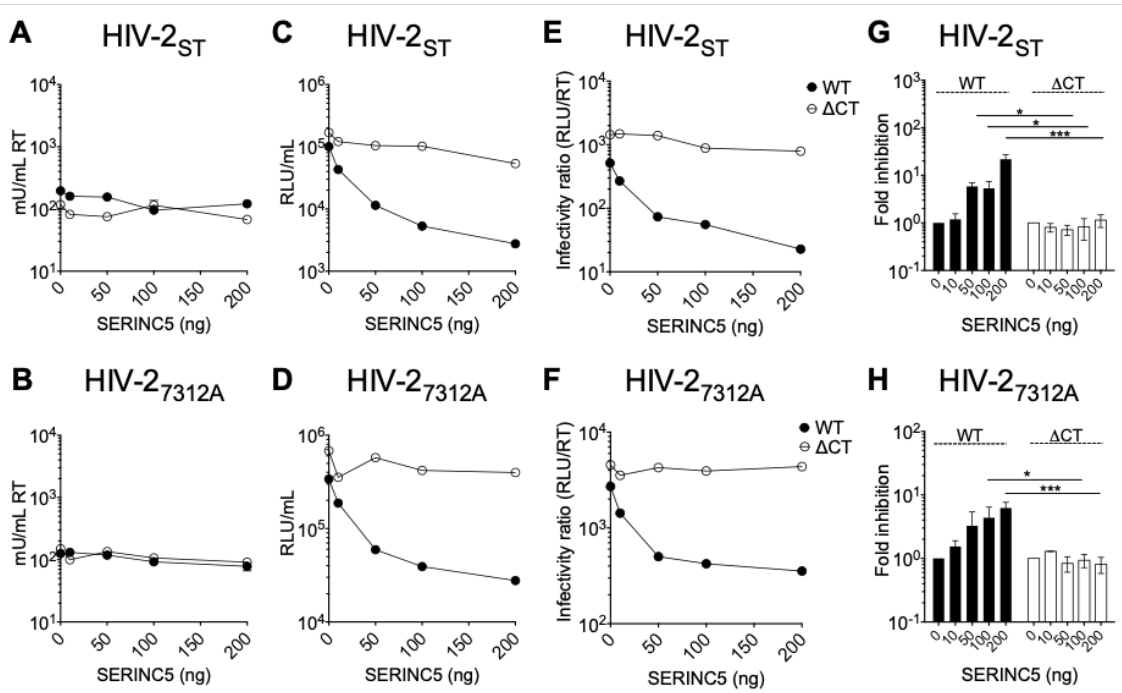 A HIV-2ST
mU/mL RT
10⁴
10³
10²
10¹
0 50 100 150 200
SERINC5 (ng)
C HIV-2ST
RLU/mL
10⁶
10⁵
10⁴
10³
0 50 100 150 200
SERINC5 (ng)
E HIV-2ST
Infectivity ratio (RLU/RT)
10⁴
10³
10²
10¹
0 50 100 150 200
SERINC5 (ng)
WT
ΔCT
G HIV-2ST
Fold inhibition
10³
10²
10¹
10⁰
10⁻¹
WT ΔCT
*
*
***
0 10 50 100 200 0 10 50 100 200
SERINC5 (ng)
B HIV-27312A
mU/mL RT
10⁴
10³
10²
10¹
0 50 100 150 200
SERINC5 (ng)
D HIV-27312A
RLU/mL
10⁶
10⁵
10⁴
0 50 100 150 200
SERINC5 (ng)
F HIV-27312A
Infectivity ratio (RLU/RT)
10⁴
10³
10²
0 50 100 150 200
SERINC5 (ng)
WT
ΔCT
H HIV-27312A
Fold inhibition
10²
10¹
10⁰
10⁻¹
WT ΔCT
*
***
0 10 50 100 200 0 10 50 100 200
SERINC5 (ng)